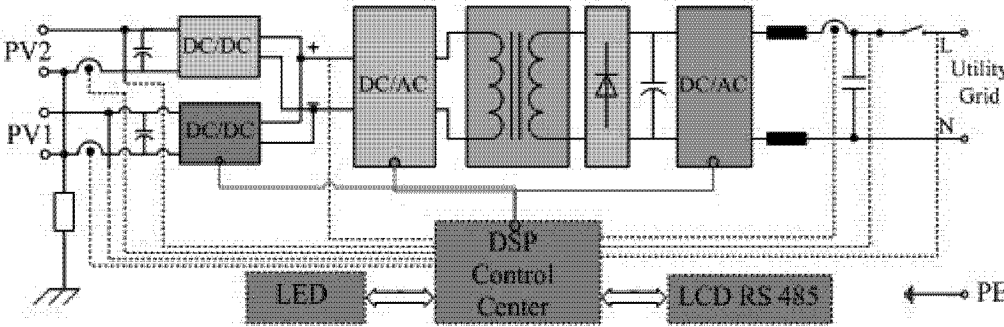 PV2
DC/DC
+
DC/AC
DC/AC
L
Utility
Grid
PV1
DC/DC
N
DSP
Control
Center
LED
LCD RS 485
PE